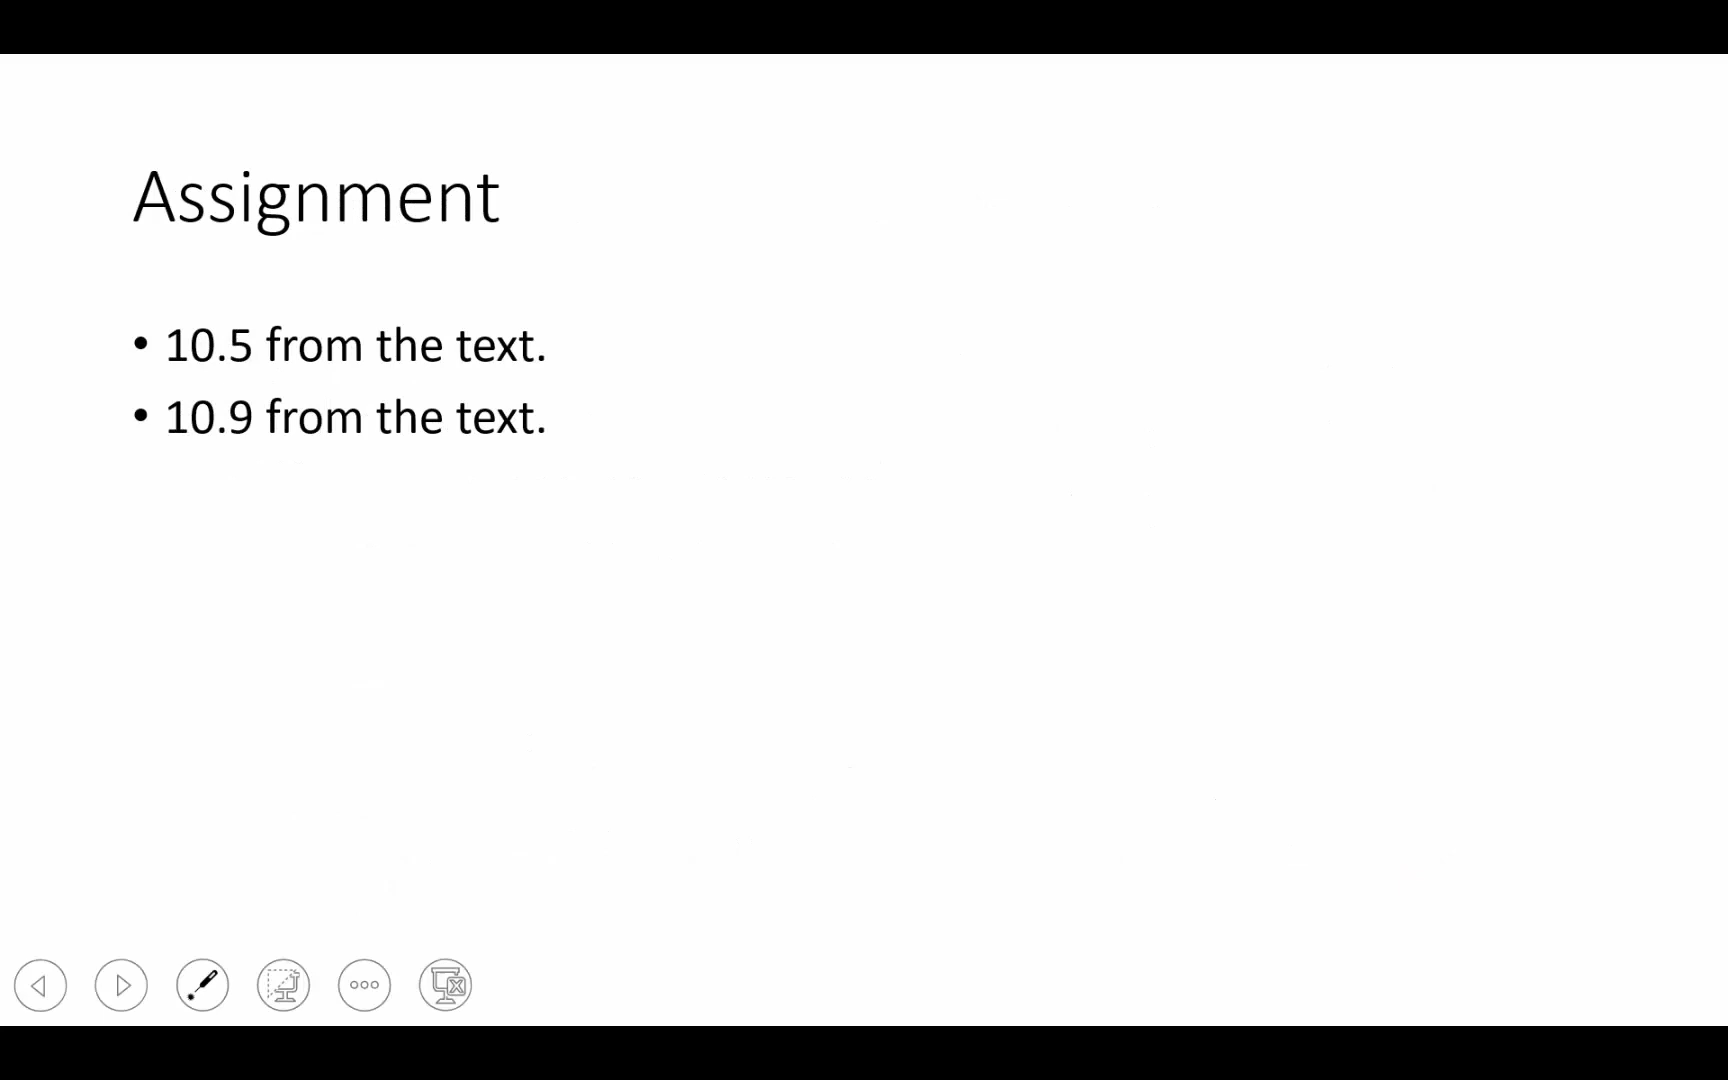 Assignment
• 10.5 from the text.
• 10.9 from the text.